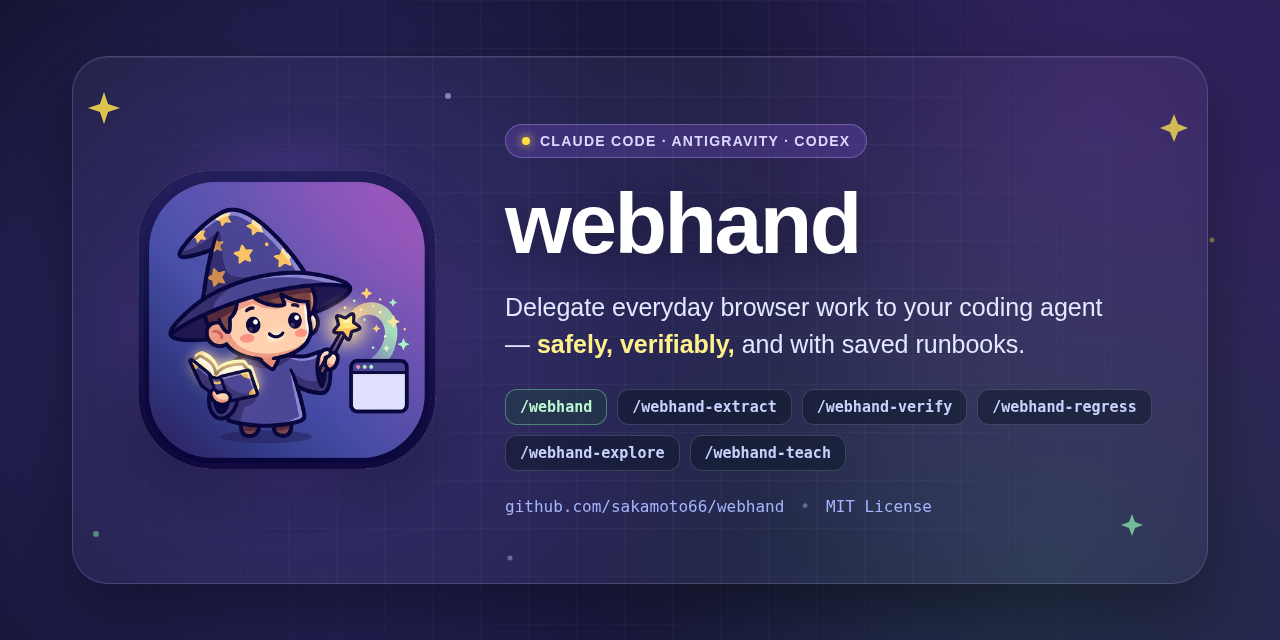 CLAUDE CODE · ANTIGRAVITY · CODEX
webhand
Delegate everyday browser work to your coding agent
— safely, verifiably, and with saved runbooks.
/webhand /webhand-extract /webhand-verify /webhand-regress
/webhand-explore /webhand-teach
github.com/sakamoto66/webhand • MIT License